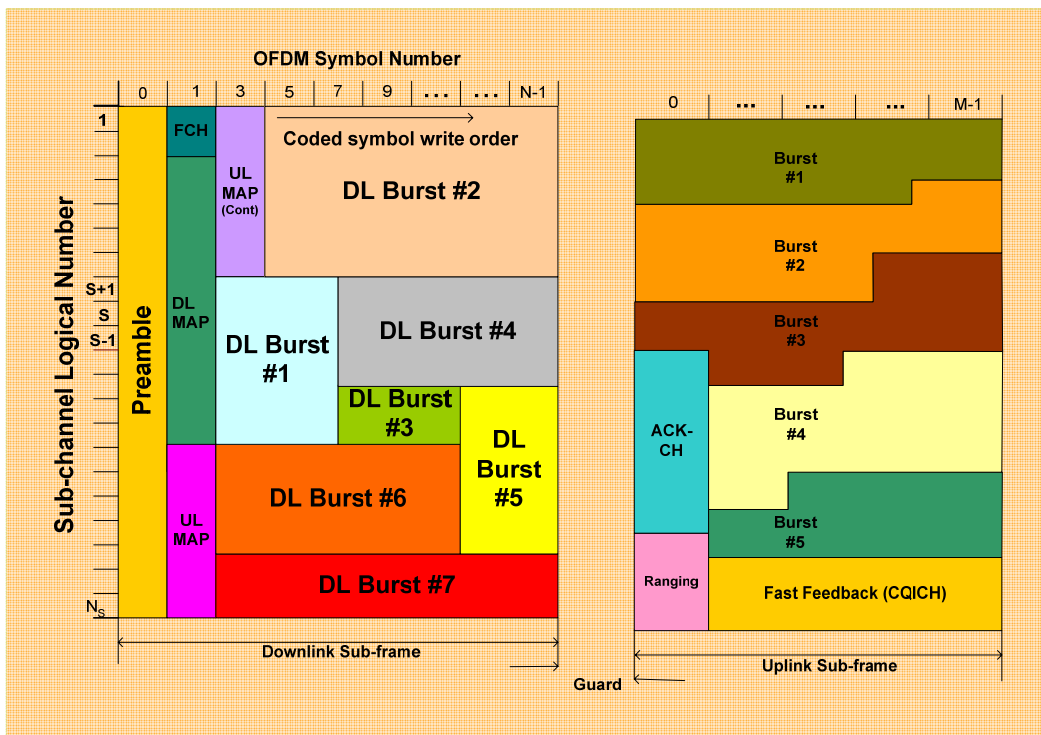 OFDM Symbol Number
0 1 3 5 7 9 ... ... N-1
Sub-channel Logical Number
1
S+1
S
S-1
NS
Preamble
FCH
DL
MAP
UL
MAP
UL
MAP
(Cont)
Coded symbol write order
DL Burst #2
DL Burst
#1
DL Burst #4
DL Burst
#3
DL
Burst
#5
DL Burst #6
DL Burst #7
Downlink Sub-frame
Guard
0 ... ... ... M-1
Burst
#1
Burst
#2
Burst
#3
ACK-
CH
Burst
#4
Burst
#5
Ranging
Fast Feedback (CQICH)
Uplink Sub-frame